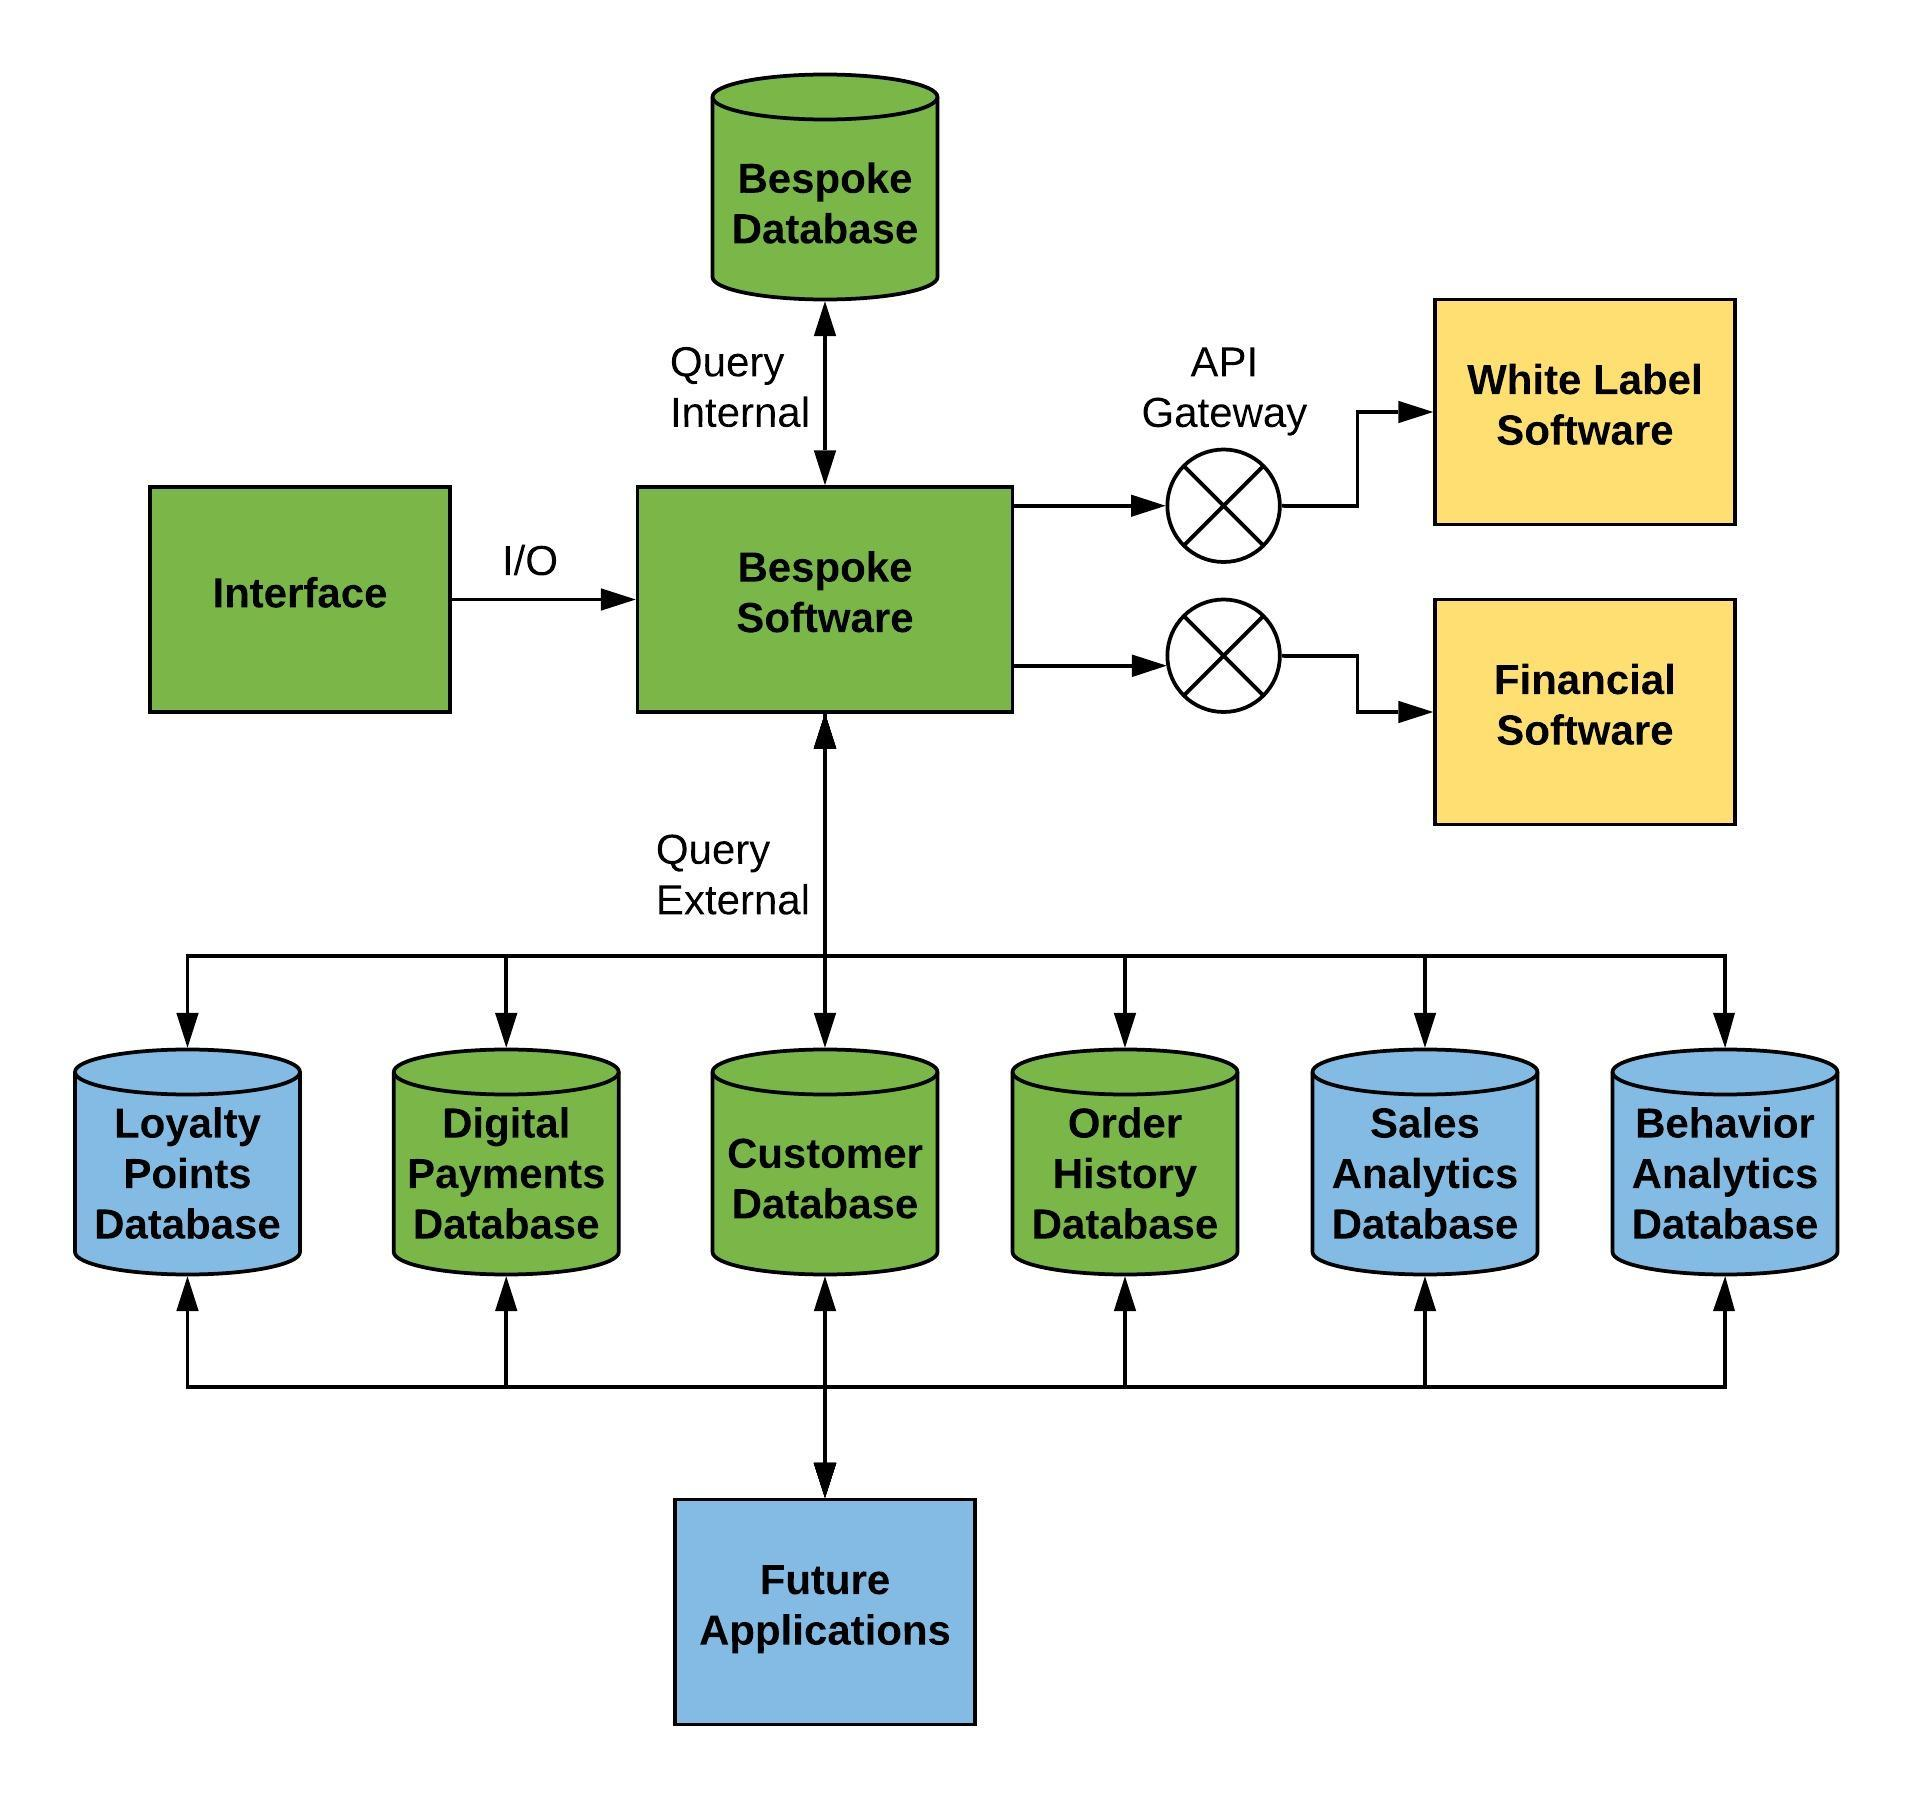 Bespoke
Database
Query
Internal
API
Gateway
White Label
Software
Interface
I/O
Bespoke
Software
Financial
Software
Query
External
Loyalty
Points
Database
Digital
Payments
Database
Customer
Database
Order
History
Database
Sales
Analytics
Database
Behavior
Analytics
Database
Future
Applications